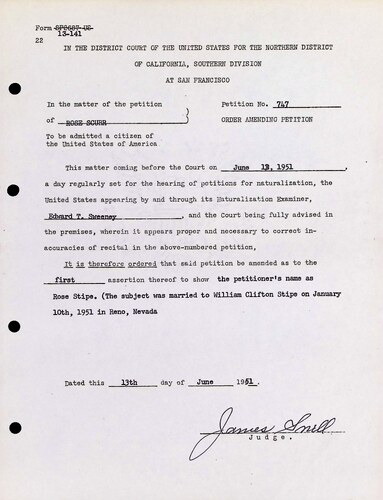 Form SPCGST US
13-141
22
IN THE DISTRICT COURT OF THE UNITED STATES FOR THE NORTHERN DISTRICT
OF CALIFORNIA, SOUTHERN DIVISION
AT SAN FRANCISCO
In the matter of the petition
Petition No. 747
of ROSE SCURR
ORDER AMENDING PETITION
To be admitted a citizen of
the United States of America
This matter coming before the Court on June 13, 1951,
a day regularly set for the hearing of petitions for naturalization, the
United States appearing by and through its Naturalization Examiner,
Edward T. Sweeney, and the Court being fully advised in
the premises, wherein it appears proper and necessary to correct in-
accuracies of recital in the above-numbered petition,
It is therefore ordered that said petition be amended as to the
first assertion thereof to show the petitioner's name as
Rose Stipe. (The subject was married to William Clifton Stipe on January
10th, 1951 in Reno, Nevada
Dated this 13th day of June 1951.
James Snell
Judge.